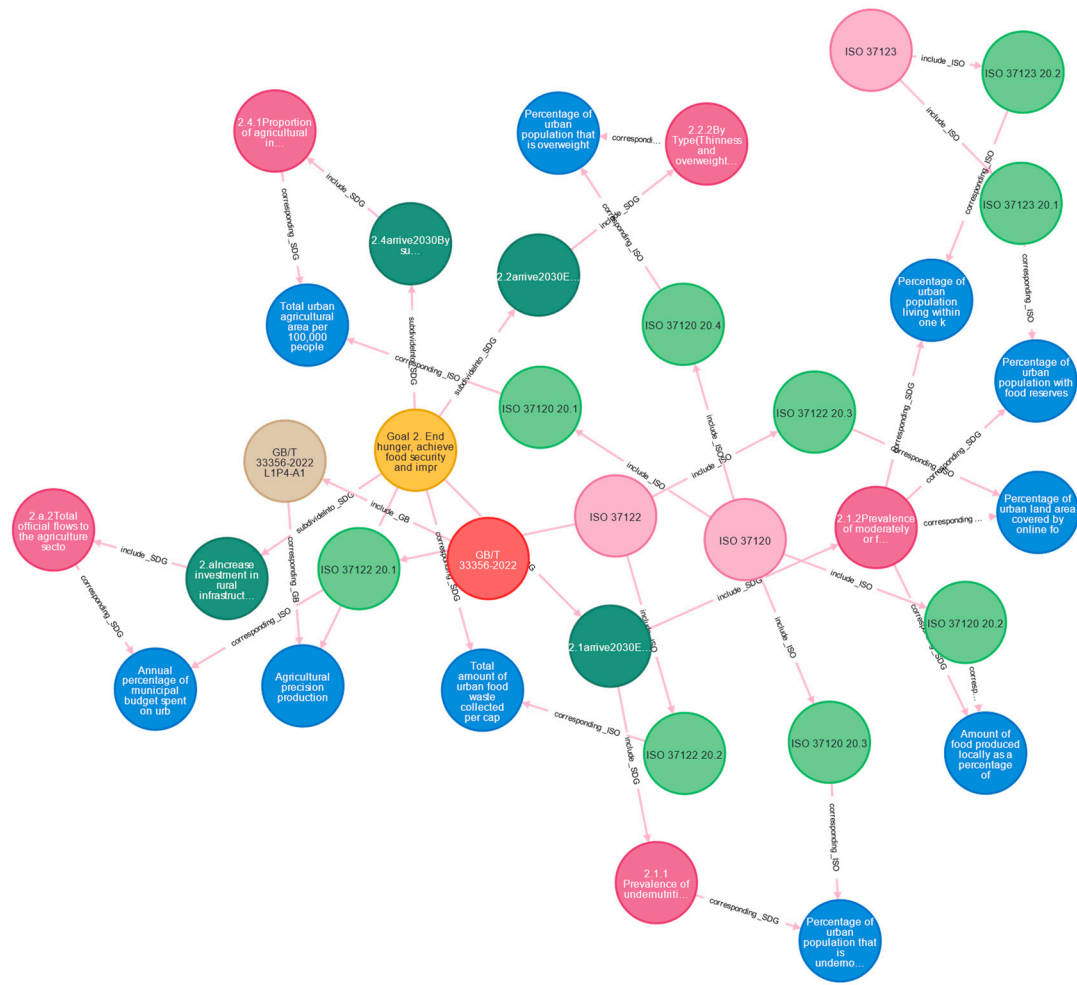 ISO 37123
include_ISO
ISO 37123 20.2
include_ISO
2.4.1Proportion
of agricultural
in...
Percentage of
urban
population that
is overweight
correspondi...
2.2.2By
Type(Thinness
and
overweight...
corresponding_ISO
ISO 37123 20.1
include_SDG
include_SDG
corresponding_ISO
corresponding_SDG
2.4arrive2030By
su...
2.2arrive2030E...
corresponding_ISO
Total urban
agricultural
area per
100,000
people
ISO 37120 20.4
Percentage of
urban
population
living within
one k
subdivideInto_SDG
subdivideInto_SDG
corresponding_ISO
Percentage of
urban
population with
food reserves
ISO 37120 20.1
ISO 37122 20.3
corresponding_SDG
GB/T
33356-2022
L1P4-A1
Goal 2. End
hunger, achieve
food security
and impr
include_ISO
include_ISO
include_ISO
corresponding_SDG
corresponding_ISO
2.a.2Total
official flows to
the agriculture
secto
subdivideInto_SDG
include_GB
ISO 37122
ISO 37120
2.1.2Prevalence
of moderately
or f...
corresponding ...
Percentage of
urban land area
covered by
online fo
include_SDG
2.aIncrease
investment in
rural
infrastruct...
ISO 37122 20.1
GB/T
33356-2022
corresponding_SDG
corresponding_GB
include_SDG
include_ISO
ISO 37120 20.2
corresponding_SDG
corresponding_ISO
2.1arrive2030E...
include_ISO
corresp...
Annual
percentage of
municipal
budget spent
on urb
Agricultural
precision
production
Total
amount of
urban food
waste
collected
per cap
corresponding_ISO
include_SDG
ISO 37122 20.2
ISO 37120 20.3
Amount of
food produced
locally as a
percentage
of
corresponding_ISO
2.1.1
Prevalence of
undernutriti...
corresponding_SDG
Percentage of
urban
population that
is
underno...